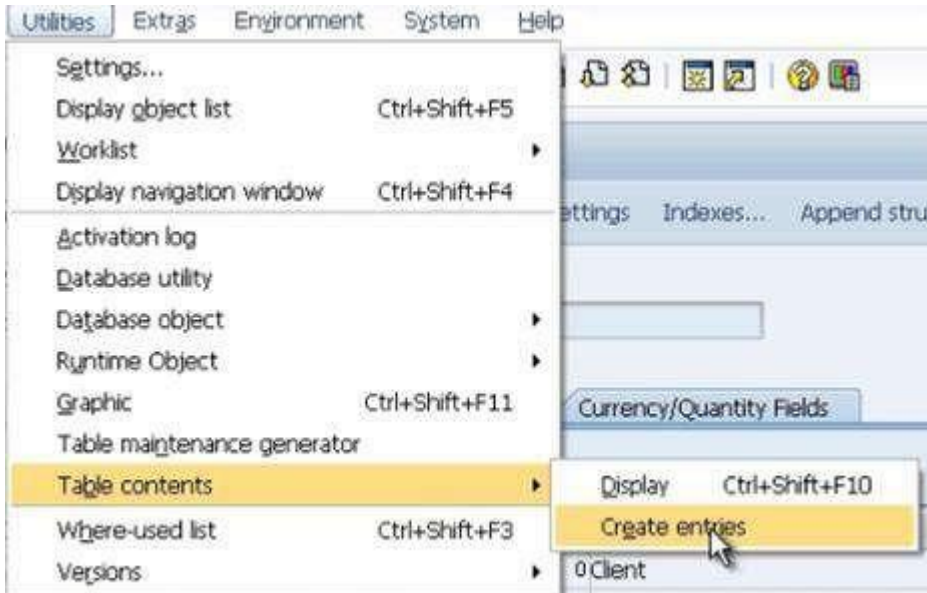 Utilities Extras Environment System Help
Settings...
Display object list Ctrl+Shift+F5
Worklist
Display navigation window Ctrl+Shift+F4
ettings Indexes... Append stru
Activation log
Database utility
Database object
Runtime Object
Graphic Ctrl+Shift+F11
Currency/Quantity Fields
Table maintenance generator
Table contents
Display Ctrl+Shift+F10
Create entries
Where-used list Ctrl+Shift+F3
Versions
0 Client